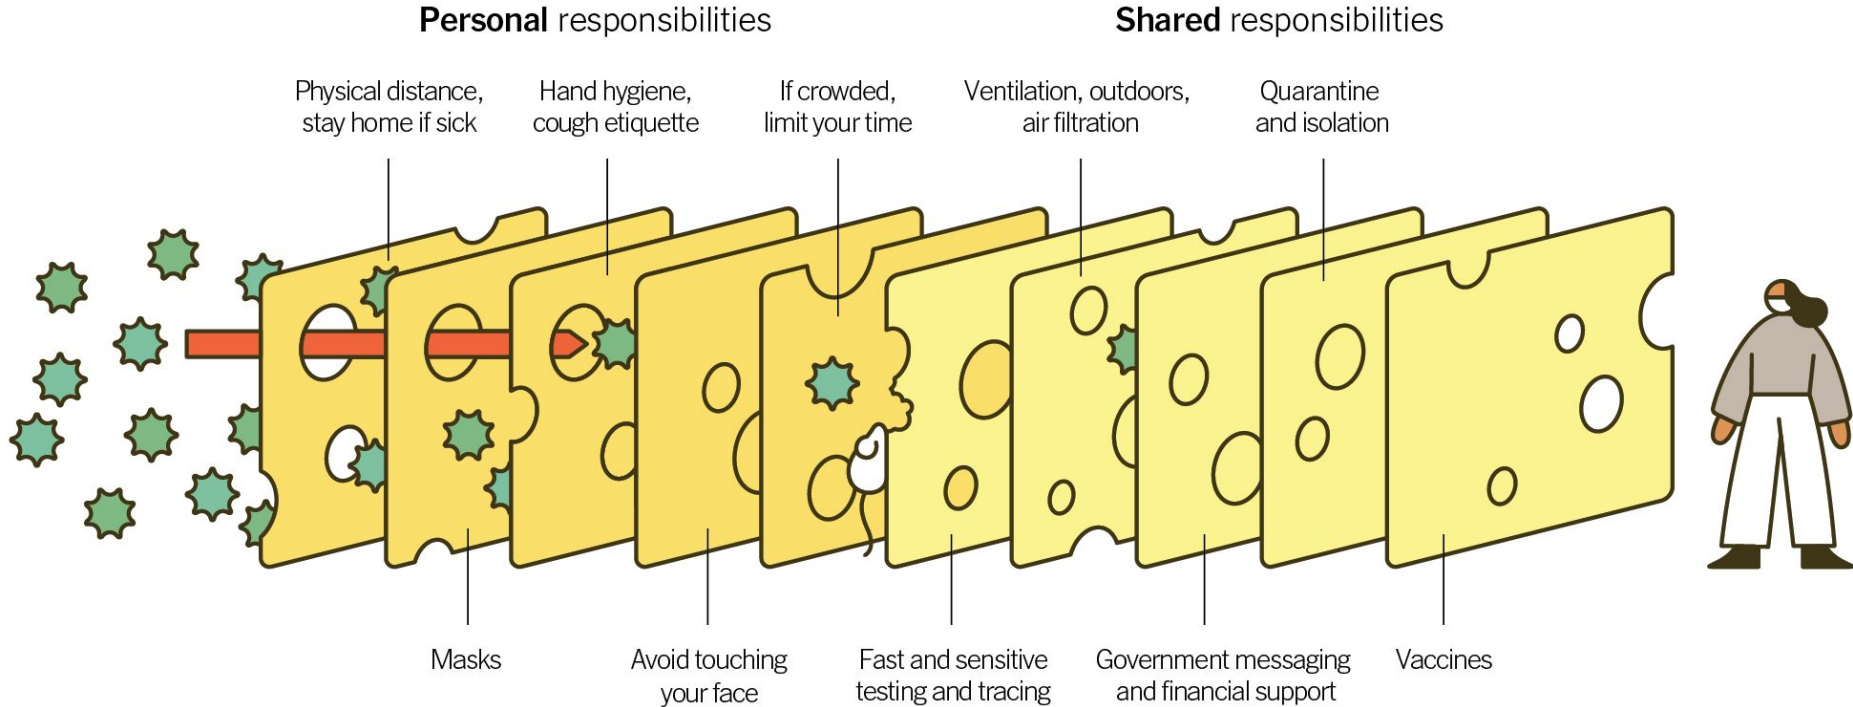 Personal responsibilities
Shared responsibilities
Physical distance,
stay home if sick
Hand hygiene,
cough etiquette
If crowded,
limit your time
Ventilation, outdoors,
air filtration
Quarantine
and isolation
Masks
Avoid touching
your face
Fast and sensitive
testing and tracing
Government messaging
and financial support
Vaccines